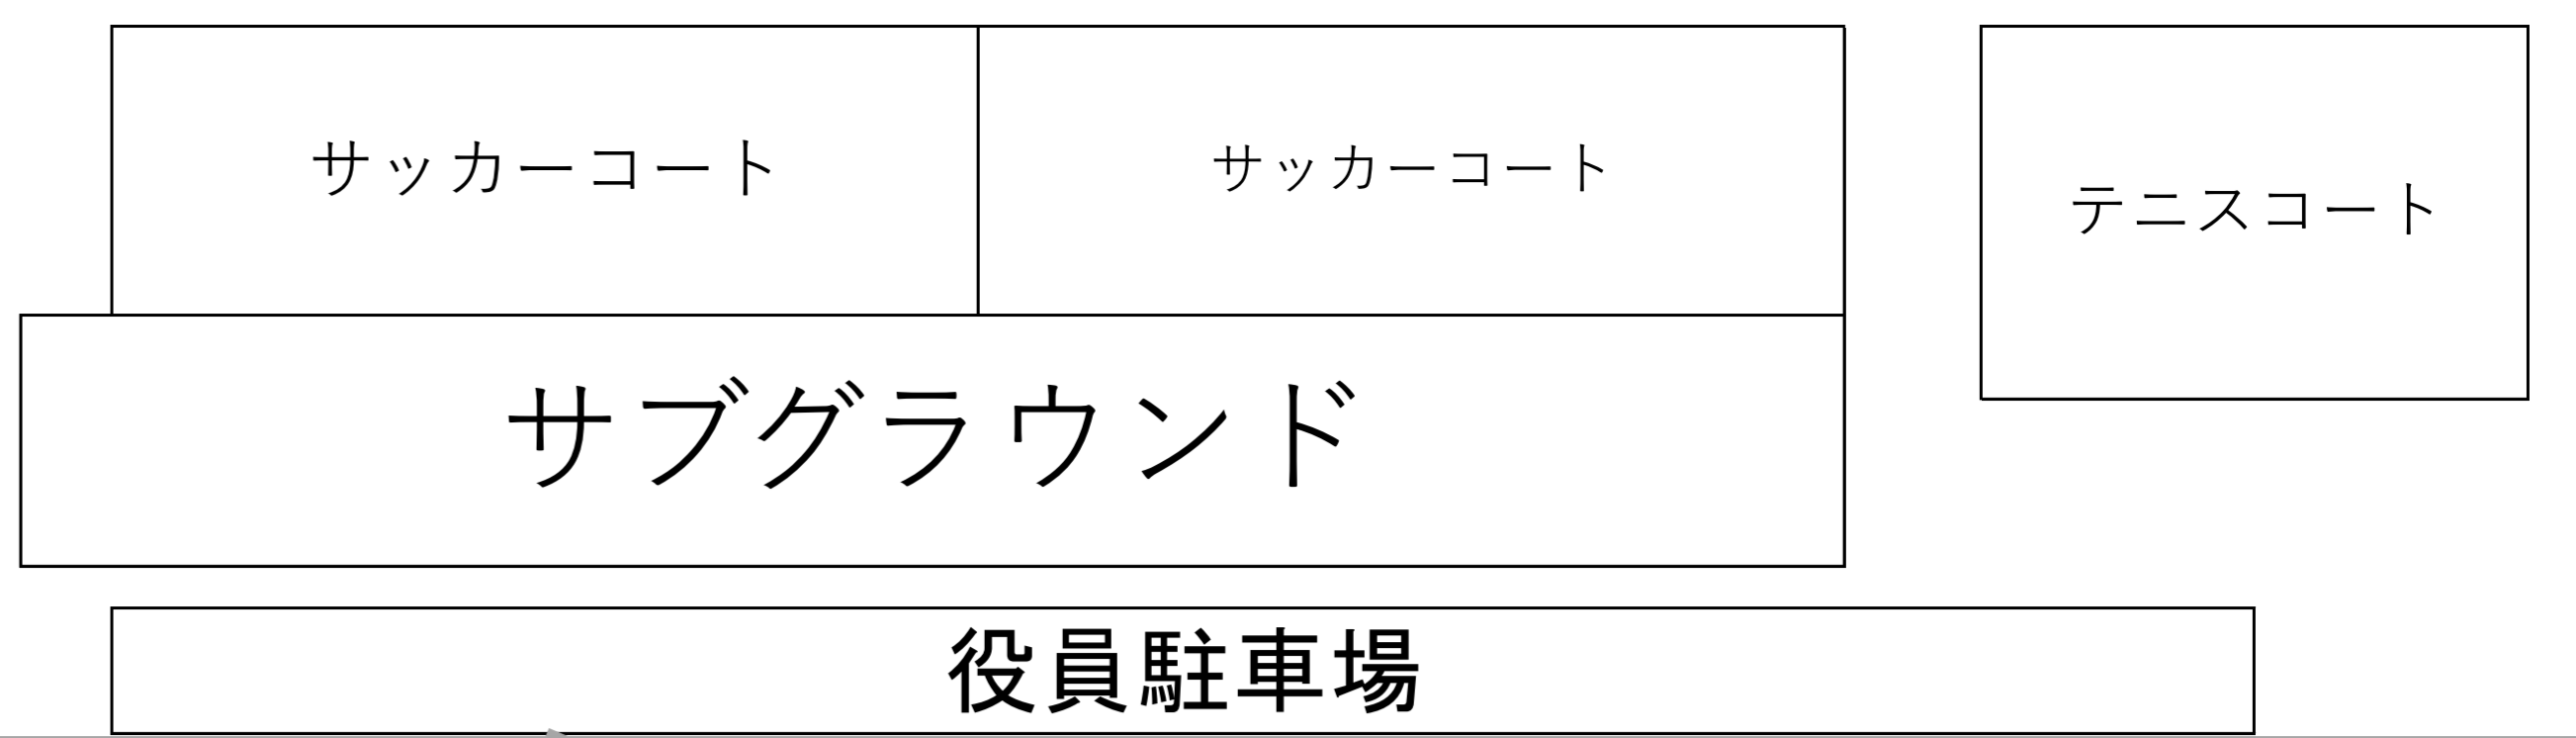 サッカーコート
サッカーコート
テニスコート
サブグラウンド
役員駐車場